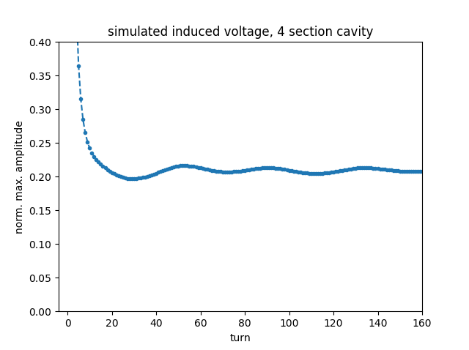 simulated induced voltage, 4 section cavity
0.40
0.35
0.30
0.25
0.20
0.15
0.10
0.05
0.00
norm. max. amplitude
0 20 40 60 80 100 120 140 160
turn